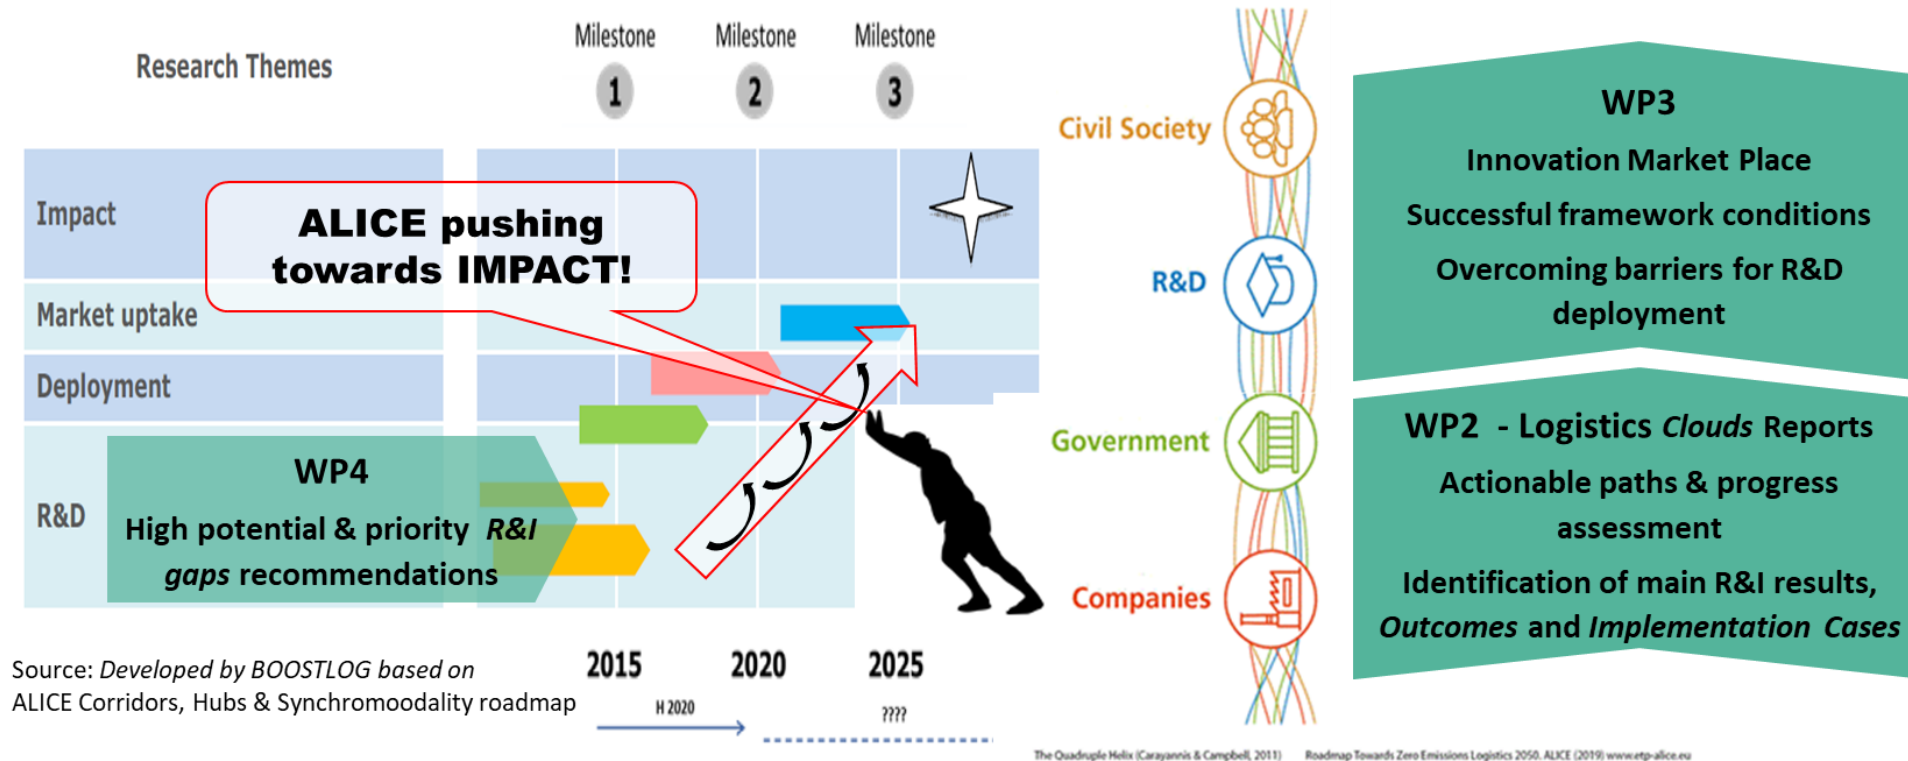 Research Themes
Milestone
1
Milestone
2
Milestone
3
Impact
ALICE pushing
towards IMPACT!
Market uptake
Deployment
R&D
WP4
High potential & priority R&I
gaps recommendations
2015
2020
2025
H 2020
????
Source: Developed by BOOSTLOG based on
ALICE Corridors, Hubs & Synchromoodality roadmap
Civil Society
R&D
Government
Companies
WP3
Innovation Market Place
Successful framework conditions
Overcoming barriers for R&D
deployment
WP2 - Logistics Clouds Reports
Actionable paths & progress
assessment
Identification of main R&I results,
Outcomes and Implementation Cases
The Quadruple Helix (Carayannis & Campbell, 2011)
Roadmap Towards Zero Emissions Logistics 2050. ALICE (2019) www.etp-alice.eu